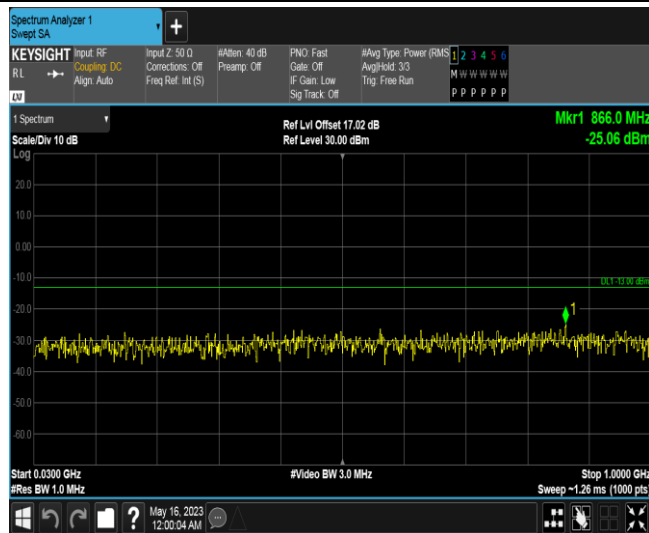 Spectrum Analyzer 1
Swept SA
KEYSIGHT
RL
LXI
Input: RF
Coupling: DC
Align: Auto
Input Z: 50 Ω
Corrections: Off
Freq Ref: Int (S)
#Atten: 40 dB
Preamp: Off
PNO: Fast
Gate: Off
IF Gain: Low
Sig Track: Off
#Avg Type: Power (RMS
Avg|Hold: 3/3
Trig: Free Run
1 2 3 4 5 6
M W W W W W
P P P P P P
1 Spectrum
Scale/Div 10 dB
Ref Lvl Offset 17.02 dB
Ref Level 30.00 dBm
Mkr1 866.0 MHz
-25.06 dBm
Log
20.0
10.0
0.00
-10.0
DL1 -13.00 dBm
-20.0
1
-30.0
-40.0
-50.0
-60.0
Start 0.0300 GHz
#Video BW 3.0 MHz
Stop 1.0000 GHz
#Res BW 1.0 MHz
Sweep ~1.26 ms (1000 pts)
?
May 16, 2023
12:00:04 AM